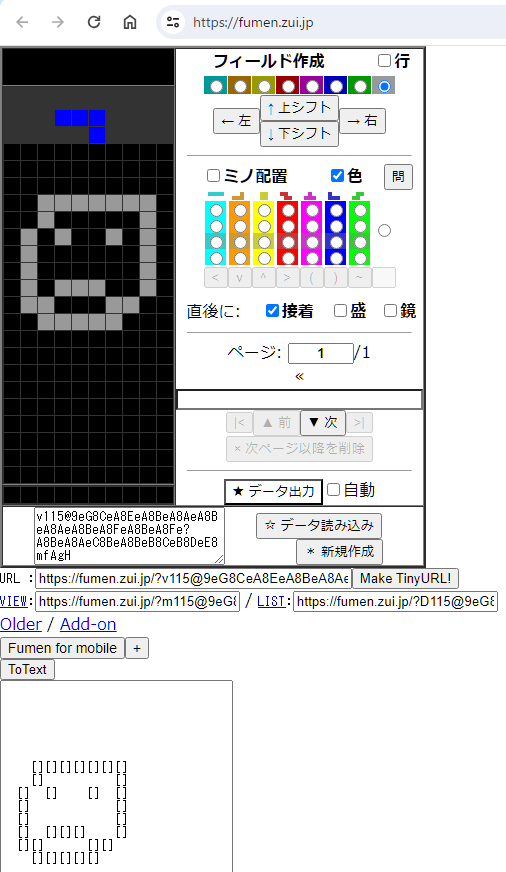 https://fumen.zui.jp
フィールド作成 行
← 左 ↑上シフト → 右
↓下シフト
ミノ配置 色 問
< v ^ > ( ) ~
直後に: 接着 盛 鏡
ページ: 1 /1
«
|< ▲ 前 ▼ 次 >|
× 次ページ以降を削除
★ データ出力 自動
v115@9eG8CeA8EeA8BeA8AeA8B
eA8AeA8BeA8FeA8BeA8Fe?
A8BeA8AeC8BeA8BeB8CeB8DeE8
mfAgH
☆ データ読み込み
* 新規作成
URL : https://fumen.zui.jp/?v115@9eG8CeA8EeA8BeA8Ae Make TinyURL!
VIEW: https://fumen.zui.jp/?m115@9eG8 / LIST: https://fumen.zui.jp/?D115@9eG8
Older / Add-on
Fumen for mobile +
ToText
[][][][][][][]
[] []
[] [] [] []
[] []
[] []
[] [][][] []
[][] [][]
[][][][][]